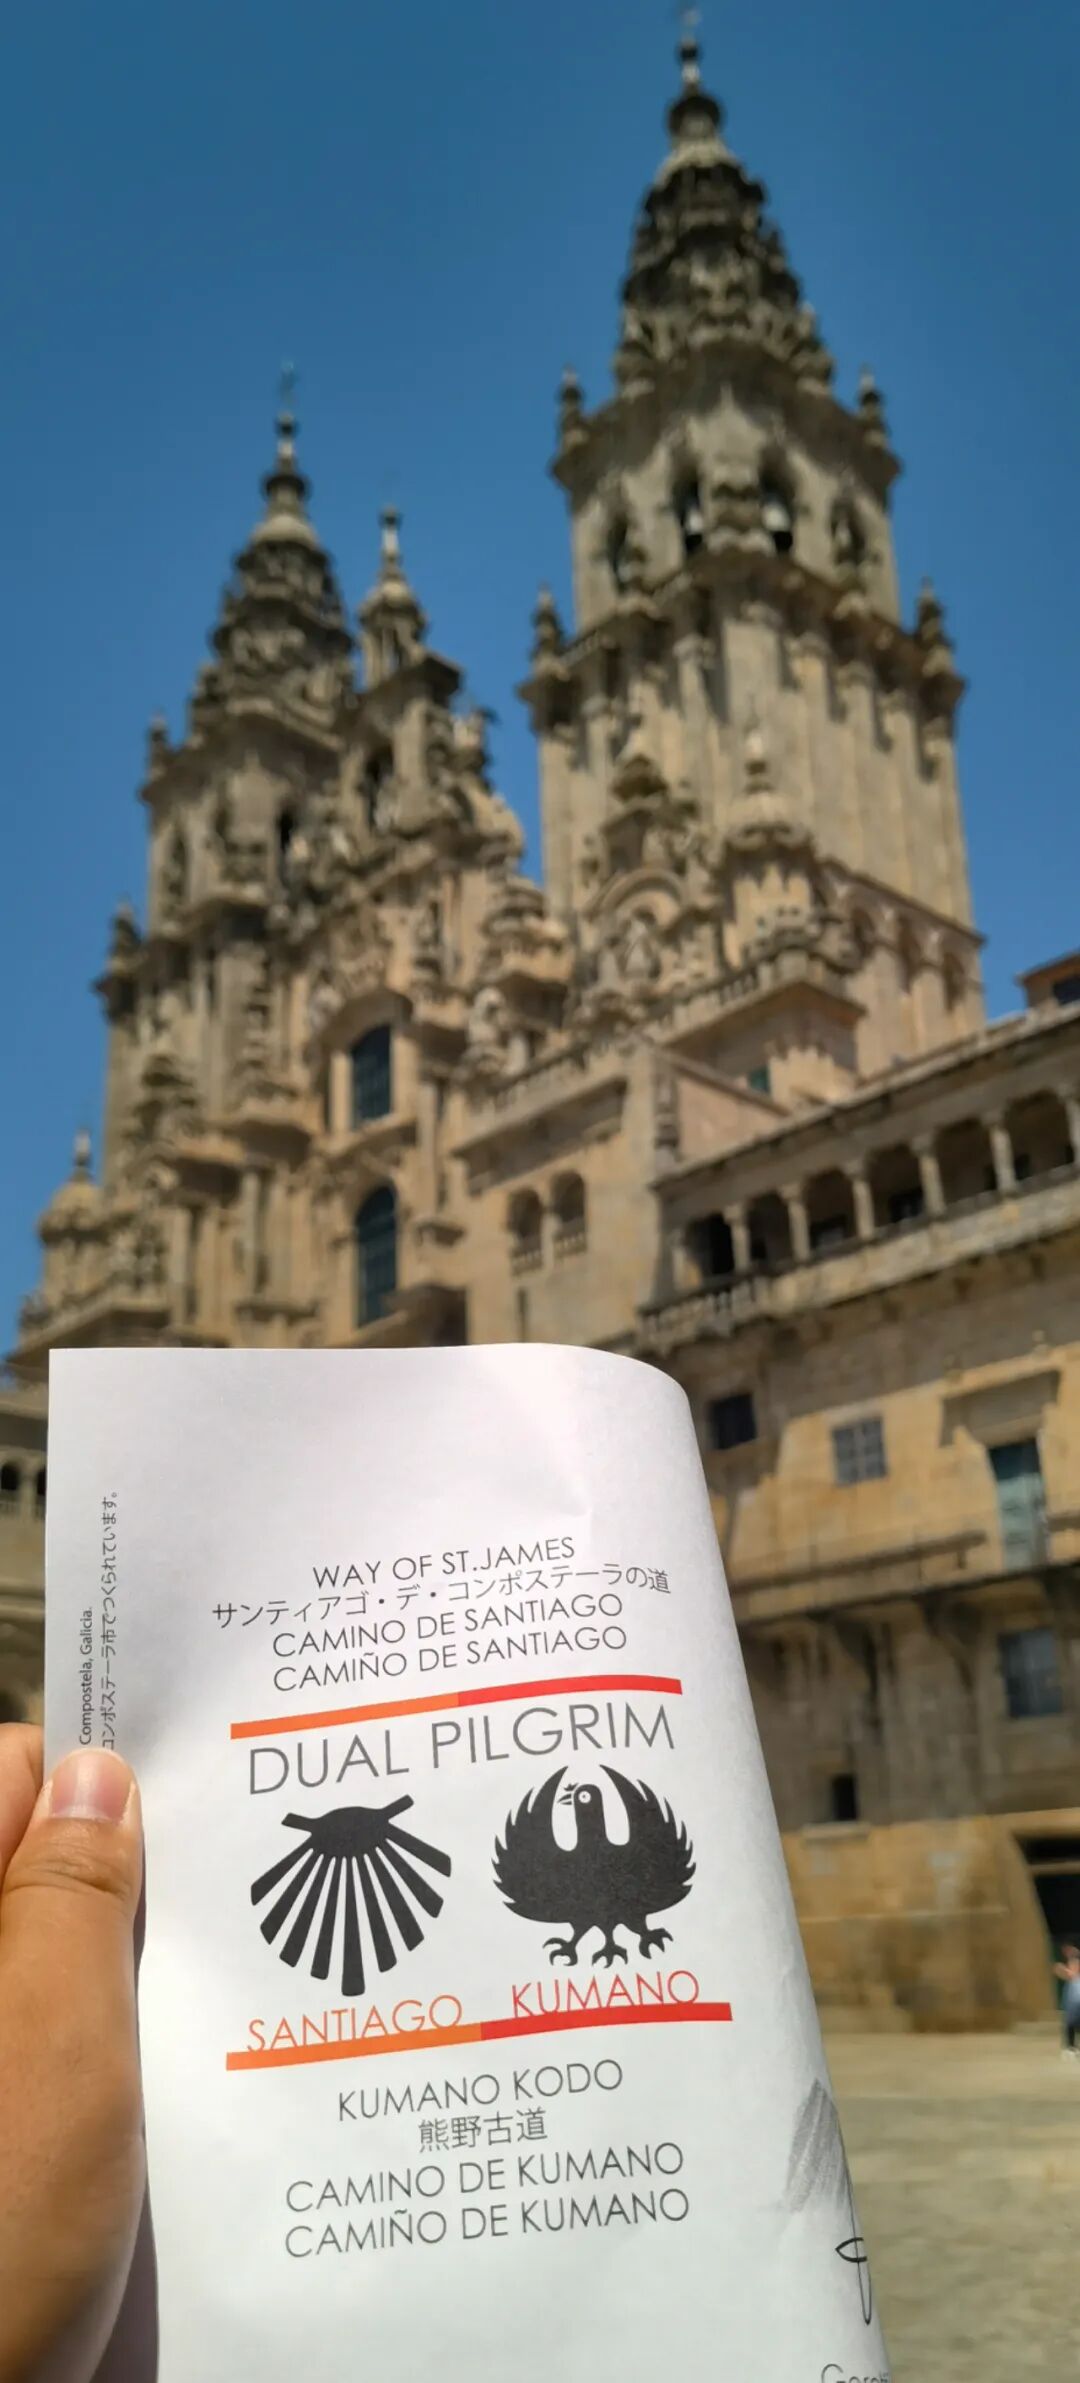 Compostela, Galicia.
コンポステーラ市でつくられています。
WAY OF ST.JAMES
サンティアゴ・デ・コンポステーラの道
CAMINO DE SANTIAGO
CAMIÑO DE SANTIAGO
DUAL PILGRIM
SANTIAGO KUMANO
KUMANO KODO
熊野古道
CAMINO DE KUMANO
CAMIÑO DE KUMANO